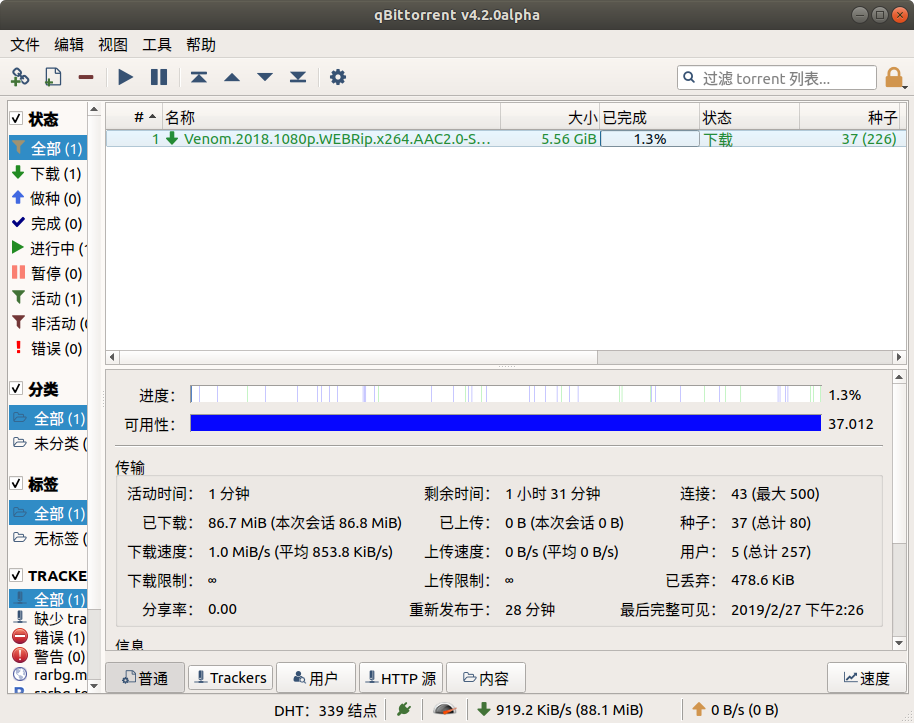 qBittorrent v4.2.0alpha
文件 编辑 视图 工具 帮助
过滤 torrent 列表...
状态
全部 (1)
下载 (1)
做种 (0)
完成 (0)
进行中 (1
暂停 (0)
活动 (1)
非活动 (0
错误 (0)
分类
全部 (1)
未分类 (
标签
全部 (1)
无标签 (
TRACKE
全部 (1)
缺少 tra
错误 (1)
警告 (0)
rarbg.m
rarbg.to
# 名称 大小 已完成 状态 种子
1 Venom.2018.1080p.WEBRip.x264.AAC2.0-S... 5.56 GiB 1.3% 下载 37 (226)
进度： 1.3%
可用性： 37.012
传输
活动时间： 1 分钟 剩余时间： 1 小时 31 分钟 连接： 43 (最大 500)
已下载： 86.7 MiB (本次会话 86.8 MiB) 已上传： 0 B (本次会话 0 B) 种子： 37 (总计 80)
下载速度： 1.0 MiB/s (平均 853.8 KiB/s) 上传速度： 0 B/s (平均 0 B/s) 用户： 5 (总计 257)
下载限制： ∞ 上传限制： ∞ 已丢弃： 478.6 KiB
分享率： 0.00 重新发布于： 28 分钟 最后完整可见： 2019/2/27 下午2:26
信息
普通 Trackers 用户 HTTP 源 内容 速度
DHT：339 结点 919.2 KiB/s (88.1 MiB) 0 B/s (0 B)